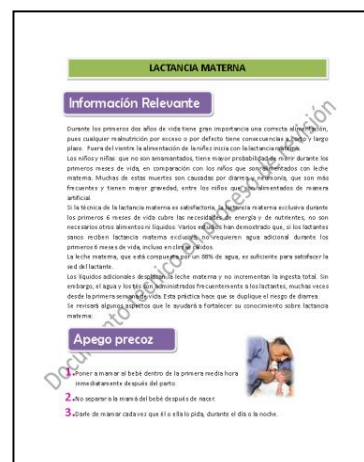 LACTANCIA MATERNA
Información Relevante
Durante los primeros dos años de vida tiene gran importancia una correcta alimentación,
pues cualquier malnutrición por exceso o por defecto tiene consecuencias a corto y largo
plazo. Fuera del vientre la alimentación de la niñez inicia con la lactancia materna.
Los niños y niñas que no son amamantados, tiene mayor probabilidad de morir durante los
primeros meses de vida, en comparación con los niños que son alimentados con leche
materna. Muchas de estas muertes son causadas por diarrea y neumonía, que son más
frecuentes y tienen mayor gravedad, entre los niños que son alimentados de manera
artificial.
Si la técnica de la lactancia materna es satisfactoria, la lactancia materna exclusiva durante
los primeros 6 meses de vida cubre las necesidades de energía y de nutrientes, no son
necesarios otros alimentos ni líquidos. Varios estudios han demostrado que, si los lactantes
sanos reciben lactancia materna exclusiva, no requieren agua adicional durante los
primeros 6 meses de vida, incluso en climas cálidos.
La leche materna, que está compuesta por un 88% de agua, es suficiente para satisfacer la
sed del lactante.
Los líquidos adicionales desplazan la leche materna y no incrementan la ingesta total. Sin
embargo, el agua y los tés son administrados frecuentemente a los lactantes, muchas veces
desde la primera semana de vida. Esta práctica hace que se duplique el riesgo de diarrea.
Se revisará algunos aspectos que le ayudará a fortalecer su conocimiento sobre lactancia
materna:
Apego precoz
1. Poner a mamar al bebé dentro de la primera media hora
inmediatamente después del parto.
2. No separar a la mamá del bebé después de nacer.
3. Darle de mamar cada vez que él o ella lo pida, durante el día o la noche.
Documento técnico en proceso de revisión